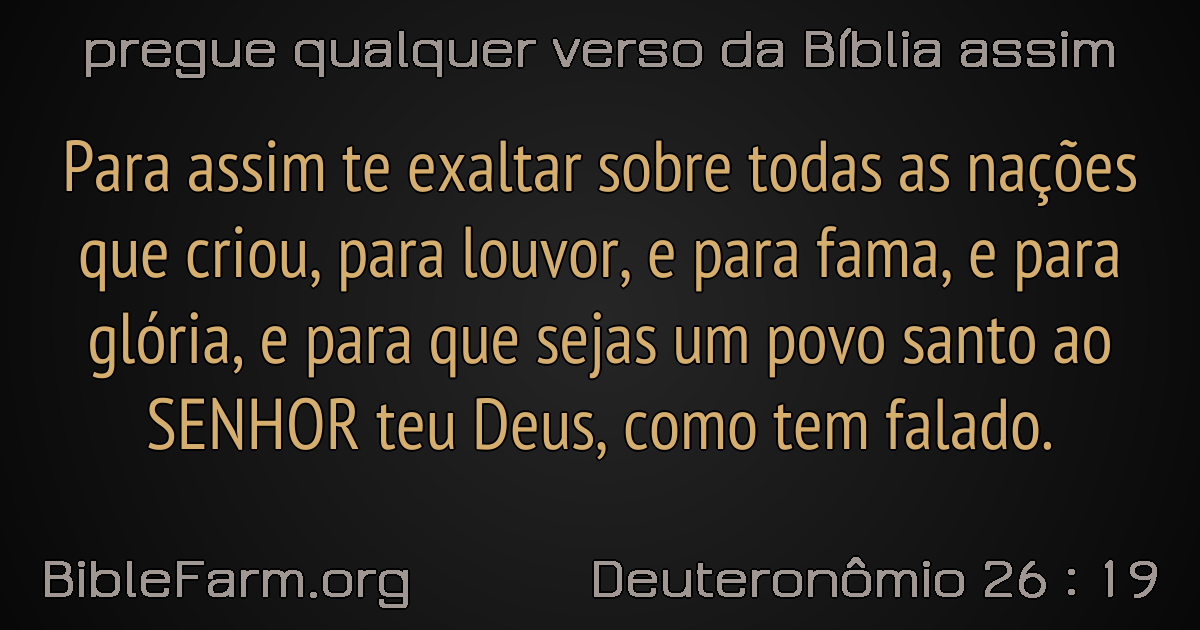 pregue qualquer verso da Bíblia assim
Para assim te exaltar sobre todas as nações
que criou, para louvor, e para fama, e para
glória, e para que sejas um povo santo ao
SENHOR teu Deus, como tem falado.
BibleFarm.org
Deuteronômio 26 : 19